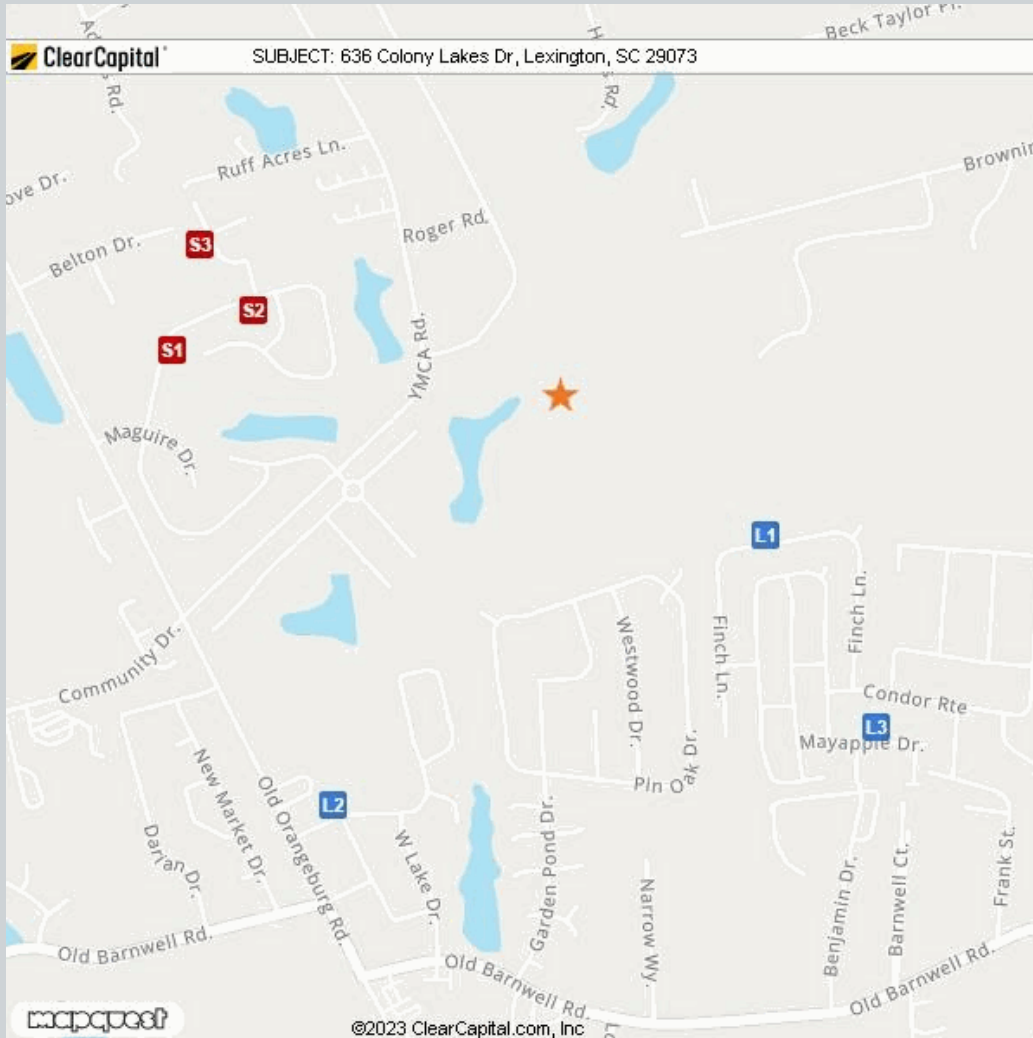 Beck Taylor Pl.
ClearCapital
SUBJECT: 636 Colony Lakes Dr, Lexington, SC 29073
Rd.
Rd.
Ruff Acres Ln.
Brownin
ove Dr.
Roger Rd.
S3
Belton Dr.
S2
S1
YMCA Rd.
Maguire Dr.
L1
Finch Ln.
Finch Ln.
Westwood Dr.
Community Dr.
Condor Rte
L3
Mayapple Dr.
Pin Oak Dr.
New Market Dr.
Old Orangeburg Rd.
L2
Darian Dr.
W Lake Dr.
Garden Pond Dr.
Narrow Wy.
Benjamin Dr.
Barnwell Ct.
Frank St.
Old Barnwell Rd.
Old Barnwell Rd.
Old Barnwell Rd.
mapquest
©2023 ClearCapital.com, Inc